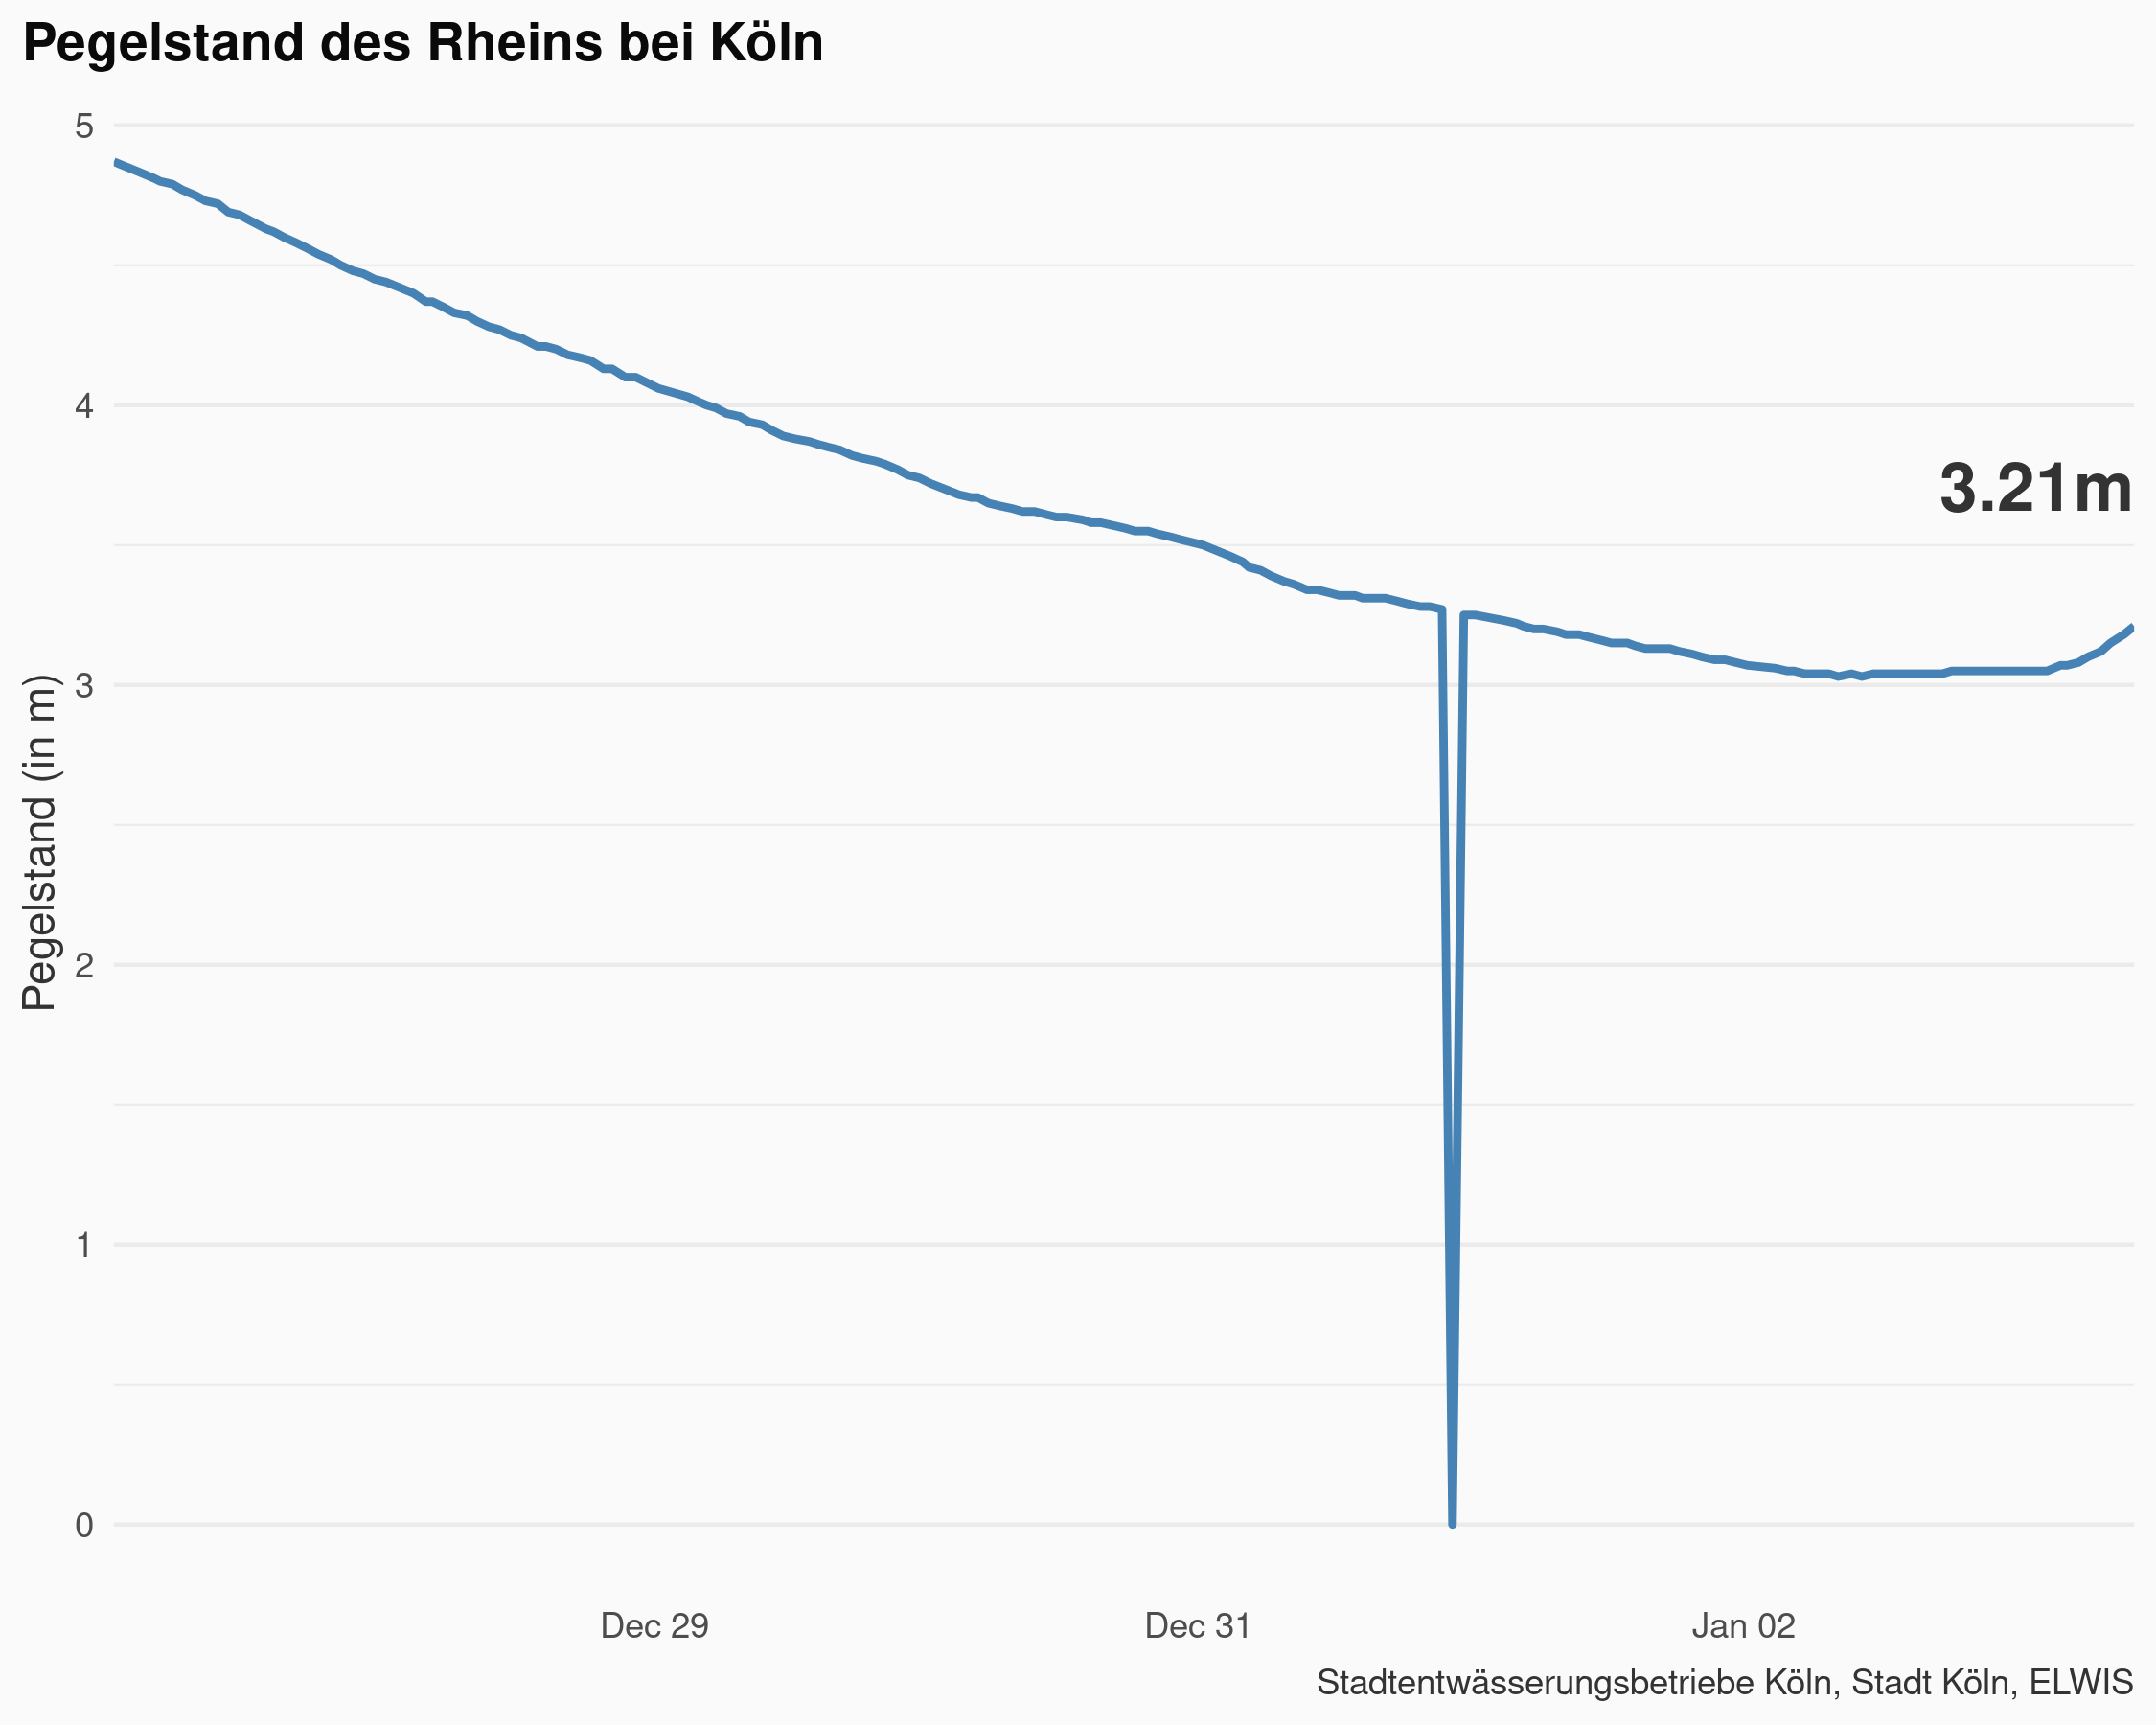 Pegelstand des Rheins bei Köln
5
4
3.21m
3
2
1
0
Pegelstand (in m)
Dec 29
Dec 31
Jan 02
Stadtentwässerungsbetriebe Köln, Stadt Köln, ELWIS